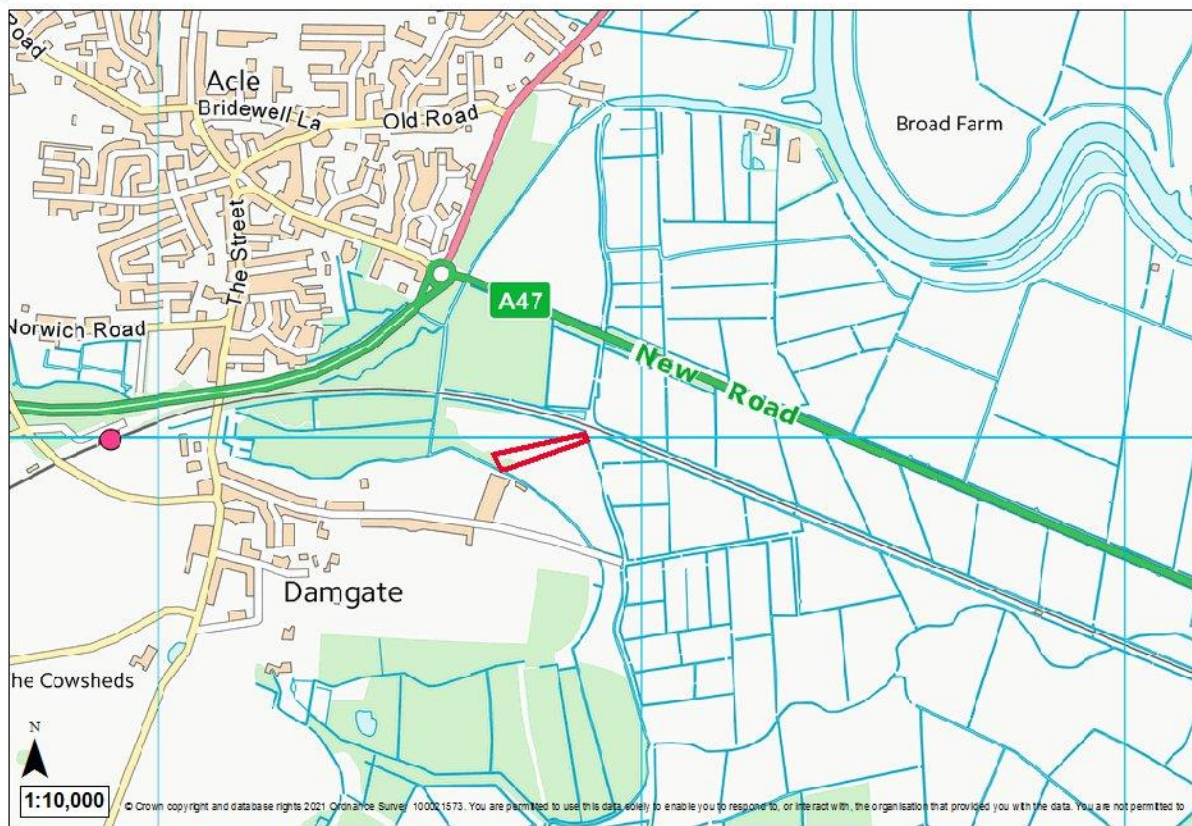 Road
Acle
Bridewell La
Old Road
Broad Farm
The Street
A47
Norwich Road
New Road
Damgate
he Cowsheds
N
1:10,000
© Crown copyright and database rights 2021 Ordnance Survey 100021573. You are permitted to use this data solely to enable you to respond to, or interact with, the organisation that provided you with the data. You are not permitted to